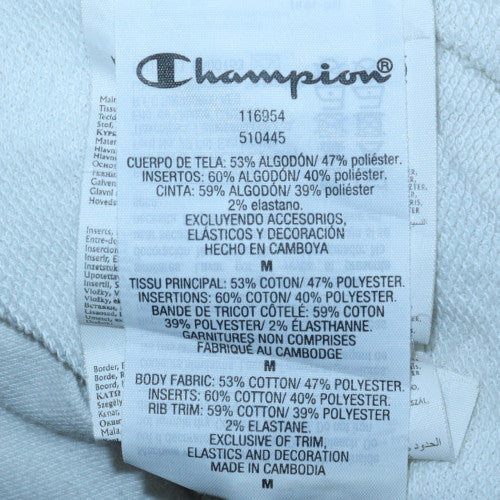 Champion®
116954
510445
CUERPO DE TELA: 53% ALGODÓN/ 47% poliéster.
INSERTOS: 60% ALGODÓN/ 40% poliéster.
CINTA: 59% ALGODÓN/ 39% poliéster
2% elastano.
EXCLUYENDO ACCESORIOS,
ELÁSTICOS y DECORACIÓN
HECHO EN CAMBOYA
M
TISSU PRINCIPAL: 53% COTON/ 47% POLYESTER.
INSERTIONS: 60% COTON/ 40% POLYESTER.
BANDE DE TRICOT CÔTELÉ: 59% COTON
39% POLYESTER/ 2% ÉLASTHANNE.
GARNITURES NON COMPRISES
FABRIQUÉ AU CAMBODGE
M
BODY FABRIC: 53% COTTON/ 47% POLYESTER.
INSERTS: 60% COTTON/ 40% POLYESTER.
RIB TRIM: 59% COTTON/ 39% POLYESTER/
2% ELASTANE.
EXCLUSIVE OF TRIM,
ELASTICS AND DECORATION
MADE IN CAMBODIA
M